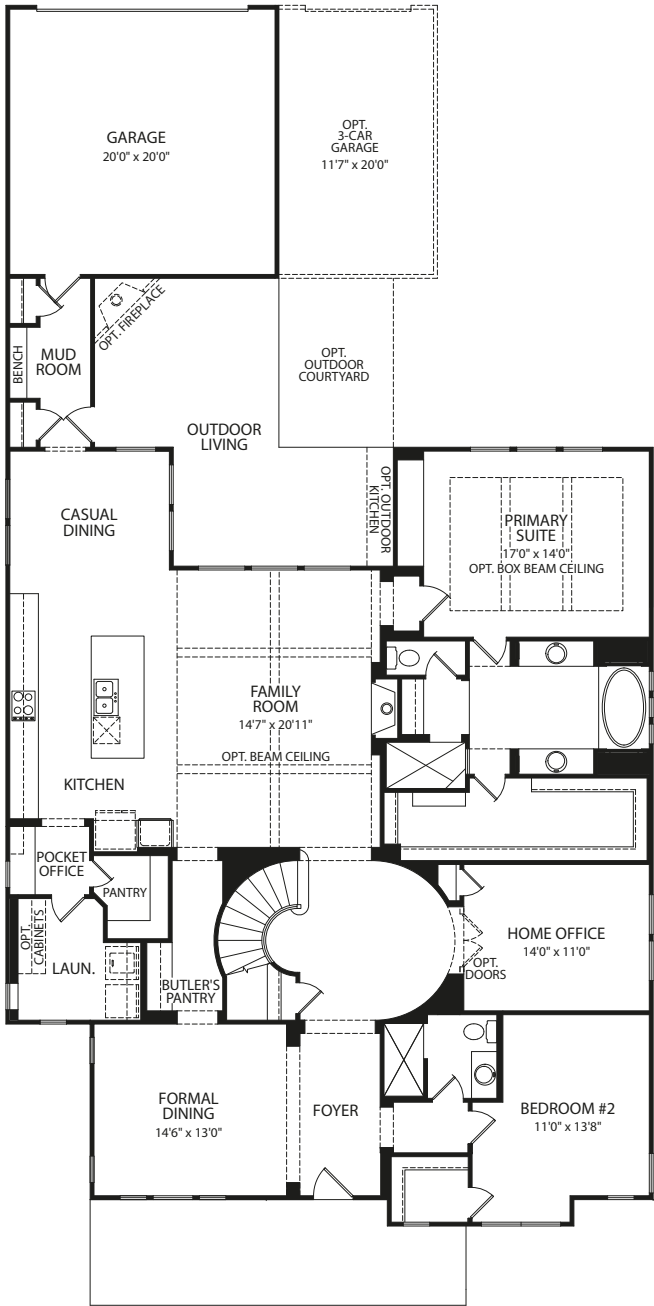 GARAGE
20'0" x 20'0"
OPT.
3-CAR
GARAGE
11'7" x 20'0"
OPT. FIREPLACE
BENCH
MUD
ROOM
OPT.
OUTDOOR
COURTYARD
OUTDOOR
LIVING
OPT. OUTDOOR
KITCHEN
CASUAL
DINING
PRIMARY
SUITE
17'0" x 14'0"
OPT. BOX BEAM CEILING
FAMILY
ROOM
14'7" x 20'11"
OPT. BEAM CEILING
KITCHEN
POCKET
OFFICE
PANTRY
OPT.
CABINETS
LAUN.
BUTLER'S
PANTRY
HOME OFFICE
14'0" x 11'0"
OPT.
DOORS
FORMAL
DINING
14'6" x 13'0"
FOYER
BEDROOM #2
11'0" x 13'8"